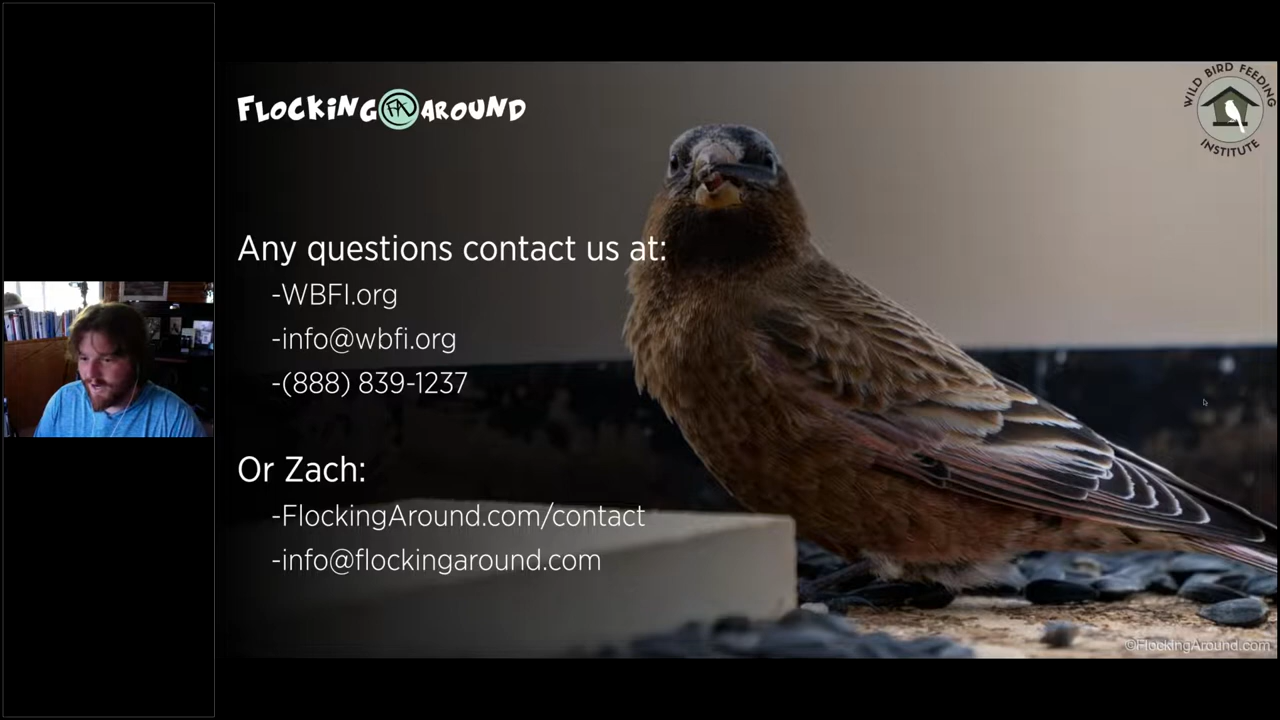 FLOCKING FA AROUND
WILD BIRD FEEDING
INSTITUTE
Any questions contact us at:
-WBFI.org
-info@wbfi.org
-(888) 839-1237
Or Zach:
-FlockingAround.com/contact
-info@flockingaround.com
©FlockingAround.com